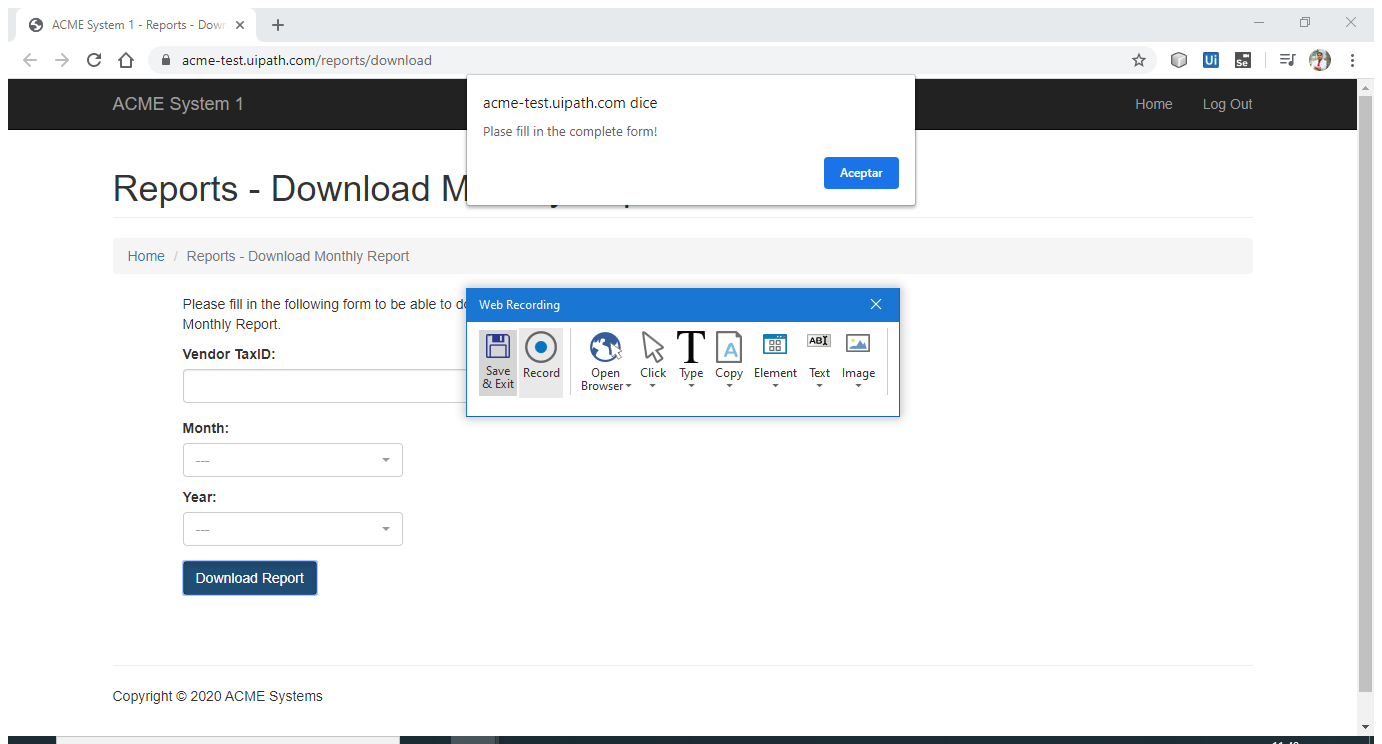 ACME System 1 - Reports - Dow
acme-test.uipath.com/reports/download
Ui
Se
ACME System 1
Home
Log Out
acme-test.uipath.com dice
Plase fill in the complete form!
Aceptar
Reports - Download M
Home / Reports - Download Monthly Report
Please fill in the following form to be able to do
Monthly Report.
Web Recording
Save
& Exit
Record
Open
Browser
Click
Type
Copy
Element
Text
Image
Vendor TaxID:
Month:
---
Year:
---
Download Report
Copyright © 2020 ACME Systems